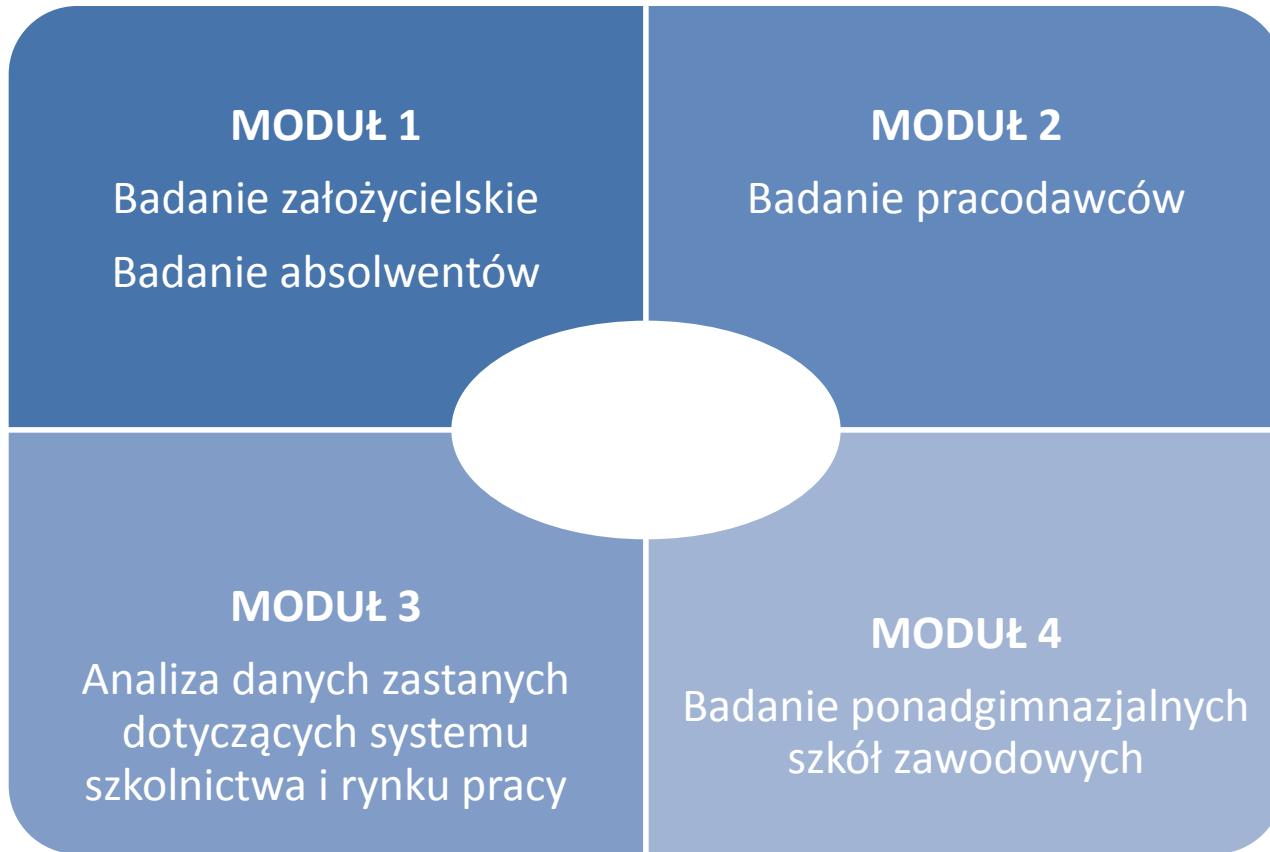 MODUŁ 1
Badanie założycielskie
Badanie absolwentów
MODUŁ 2
Badanie pracodawców
MODUŁ 3
Analiza danych zastanych
dotyczących systemu
szkolnictwa i rynku pracy
MODUŁ 4
Badanie ponadgimnazjalnych
szkół zawodowych